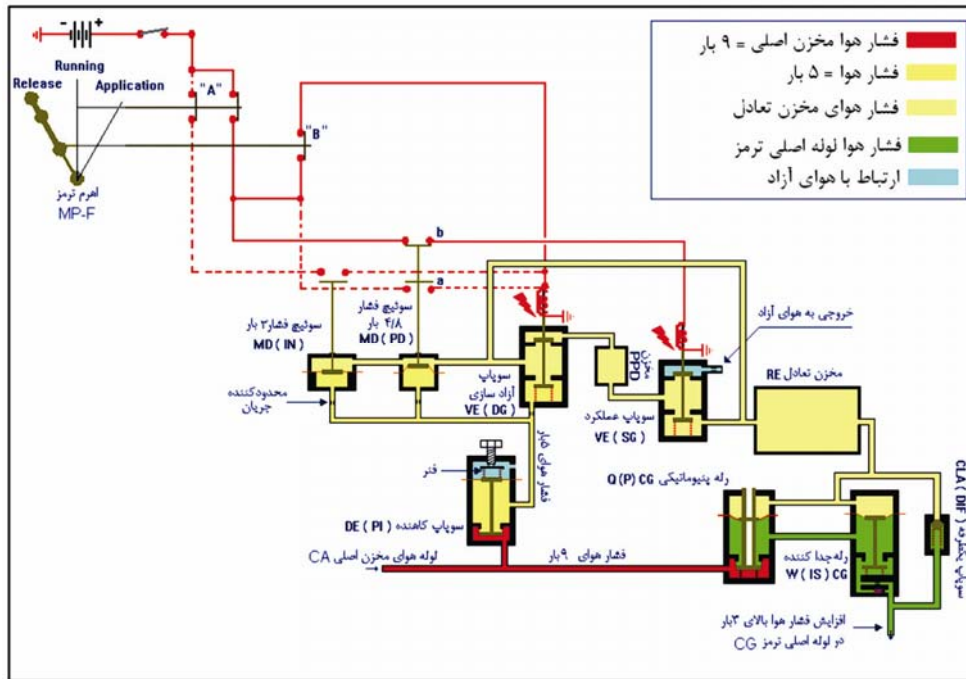 - +
Running
Release
Application
"A"
"B"
اهرم ترمز
MP-F
فشار هوا مخزن اصلی = ۹ بار
فشار هوا = ۵ بار
فشار هوای مخزن تعادل
فشار هوا لوله اصلی ترمز
ارتباط با هوای آزاد
b
a
سوئیچ فشار
۴/۸ بار
MD ( PD )
سوئیچ فشار۳ بار
MD ( IN )
محدودکننده
جریان
سوپاپ
آزاد سازی
VE ( DG )
مخزن
PPD
خروجی به هوای آزاد
سوپاپ عملکرد
VE ( SG )
مخزن تعادل RE
فشار هوای ۵بار
فنر
سوپاپ کاهنده DE ( PI )
رله پنیوماتیکی Q (P) CG
CLA ( DIF )
سوپاپ یکطرفه
رله جدا کننده
W ( IS ) CG
لوله هوای مخزن اصلی CA
فشار هوای ۹بار
افزایش فشار هوا بالای ۳بار
در لوله اصلی ترمز CG